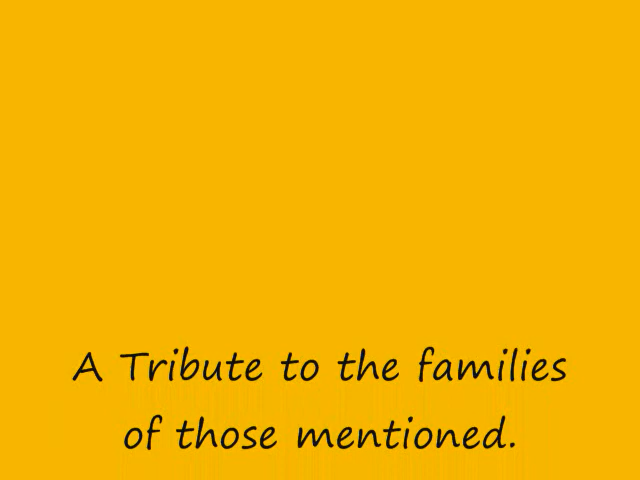 A Tribute to the families
of those mentioned.